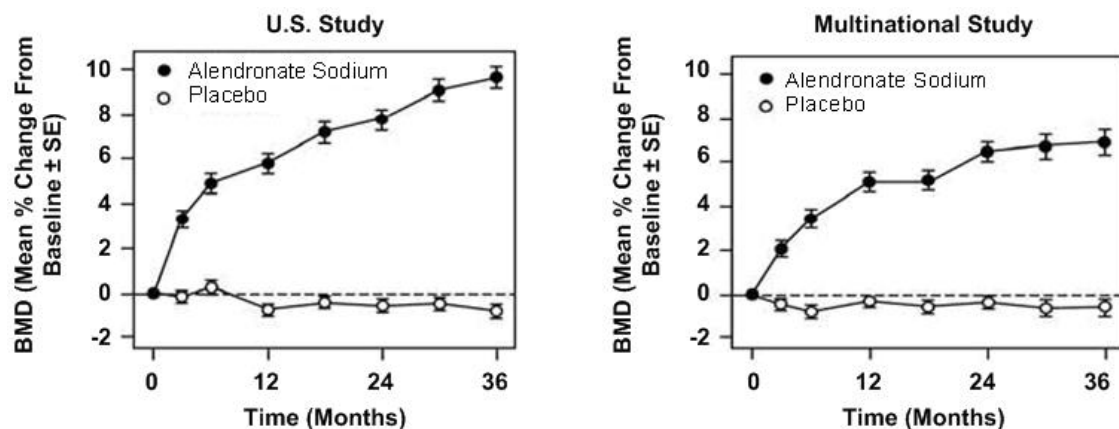 U.S. Study
BMD (Mean % Change From
Baseline ± SE)
10
8
6
4
2
0
-2
Alendronate Sodium
Placebo
0 12 24 36
Time (Months)
Multinational Study
BMD (Mean % Change From
Baseline ± SE)
10
8
6
4
2
0
-2
Alendronate Sodium
Placebo
0 12 24 36
Time (Months)